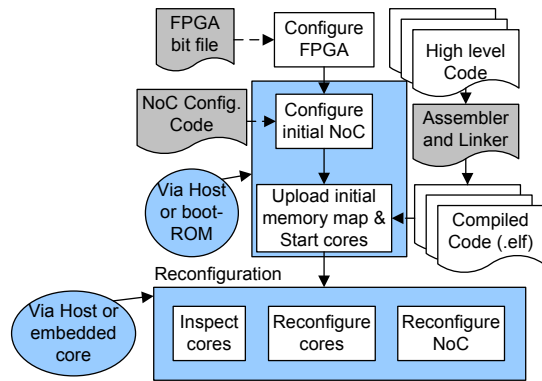 FPGA
bit file
Configure
FPGA
High level
Code
NoC Config.
Code
Configure
initial NoC
Assembler
and Linker
Via Host
or boot-
ROM
Upload initial
memory map &
Start cores
Compiled
Code (.elf)
Reconfiguration
Via Host or
embedded
core
Inspect
cores
Reconfigure
cores
Reconfigure
NoC